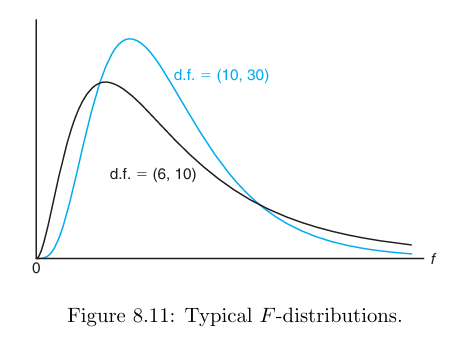 d.f. = (10, 30)
d.f. = (6, 10)
f
0
Figure 8.11: Typical F-distributions.